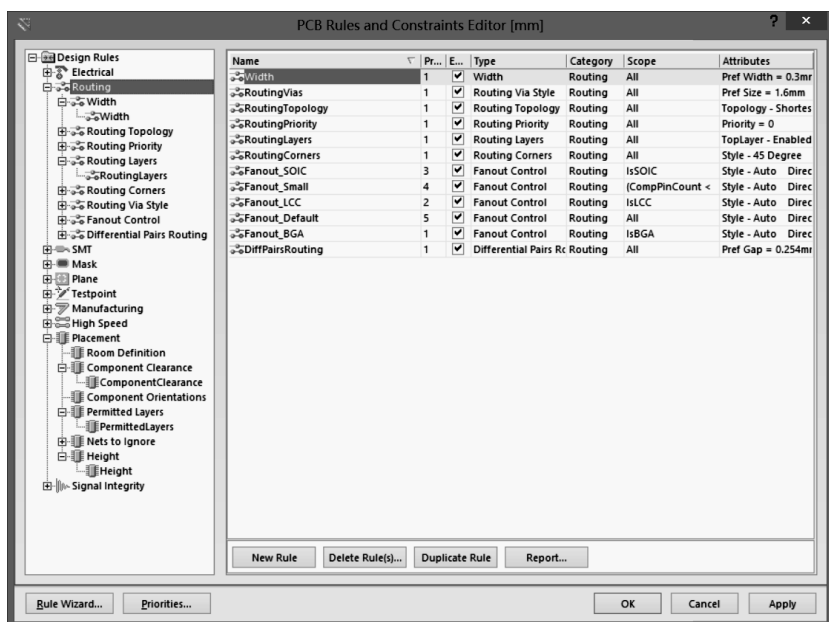 PCB Rules and Constraints Editor [mm]
? ×
Design Rules
Electrical
Routing
Width
Width
Routing Topology
Routing Priority
Routing Layers
RoutingLayers
Routing Corners
Routing Via Style
Fanout Control
Differential Pairs Routing
SMT
Mask
Plane
Testpoint
Manufacturing
High Speed
Placement
Room Definition
Component Clearance
ComponentClearance
Component Orientations
Permitted Layers
PermittedLayers
Nets to Ignore
Height
Height
Signal Integrity
Name Pr... E... Type Category Scope Attributes
Width 1 Width Routing All Pref Width = 0.3mr
RoutingVias 1 Routing Via Style Routing All Pref Size = 1.6mm
RoutingTopology 1 Routing Topology Routing All Topology - Shortes
RoutingPriority 1 Routing Priority Routing All Priority = 0
RoutingLayers 1 Routing Layers Routing All TopLayer - Enabled
RoutingCorners 1 Routing Corners Routing All Style - 45 Degree
Fanout_SOIC 3 Fanout Control Routing IsSOIC Style - Auto Direc
Fanout_Small 4 Fanout Control Routing (CompPinCount < Style - Auto Direc
Fanout_LCC 2 Fanout Control Routing IsLCC Style - Auto Direc
Fanout_Default 5 Fanout Control Routing All Style - Auto Direc
Fanout_BGA 1 Fanout Control Routing IsBGA Style - Auto Direc
DiffPairsRouting 1 Differential Pairs Rc Routing All Pref Gap = 0.254mr
New Rule Delete Rule(s)... Duplicate Rule Report...
Rule Wizard... Priorities... OK Cancel Apply